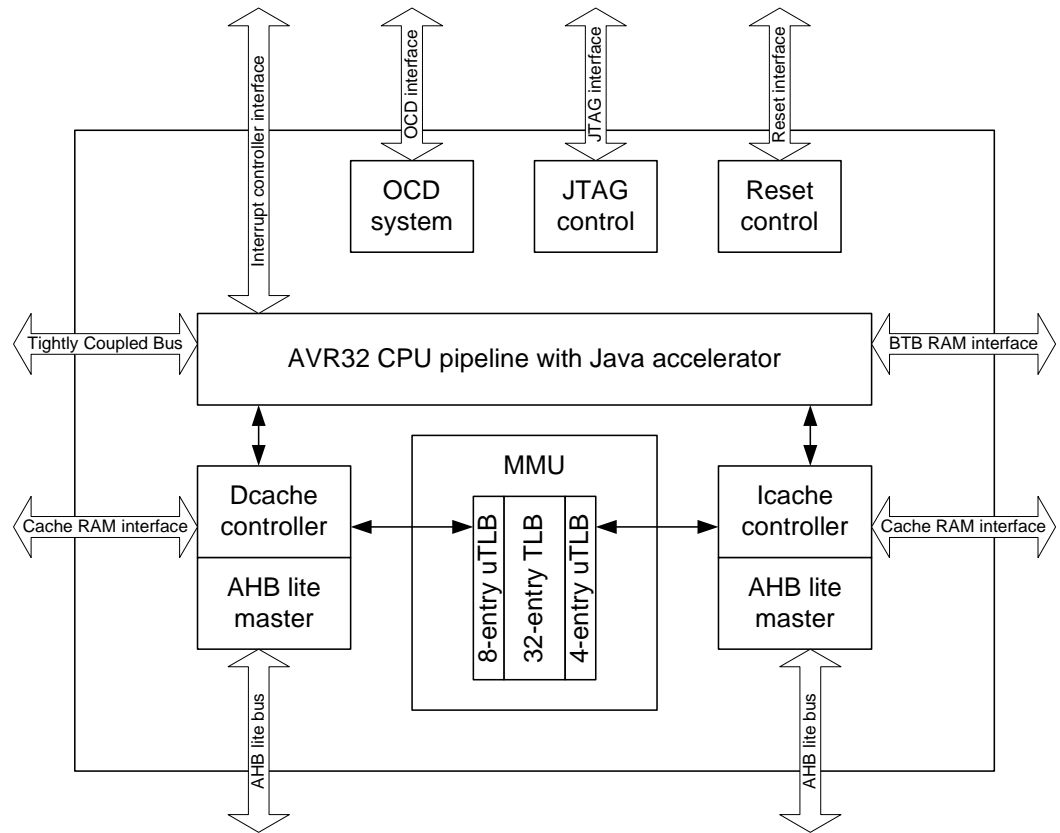 Interrupt controller interface
OCD interface
JTAG interface
Reset interface
OCD
system
JTAG
control
Reset
control
Tightly Coupled Bus
AVR32 CPU pipeline with Java accelerator
BTB RAM interface
MMU
Dcache
controller
Icache
controller
Cache RAM interface
8-entry uTLB
32-entry TLB
4-entry uTLB
Cache RAM interface
AHB lite
master
AHB lite
master
AHB lite bus
AHB lite bus